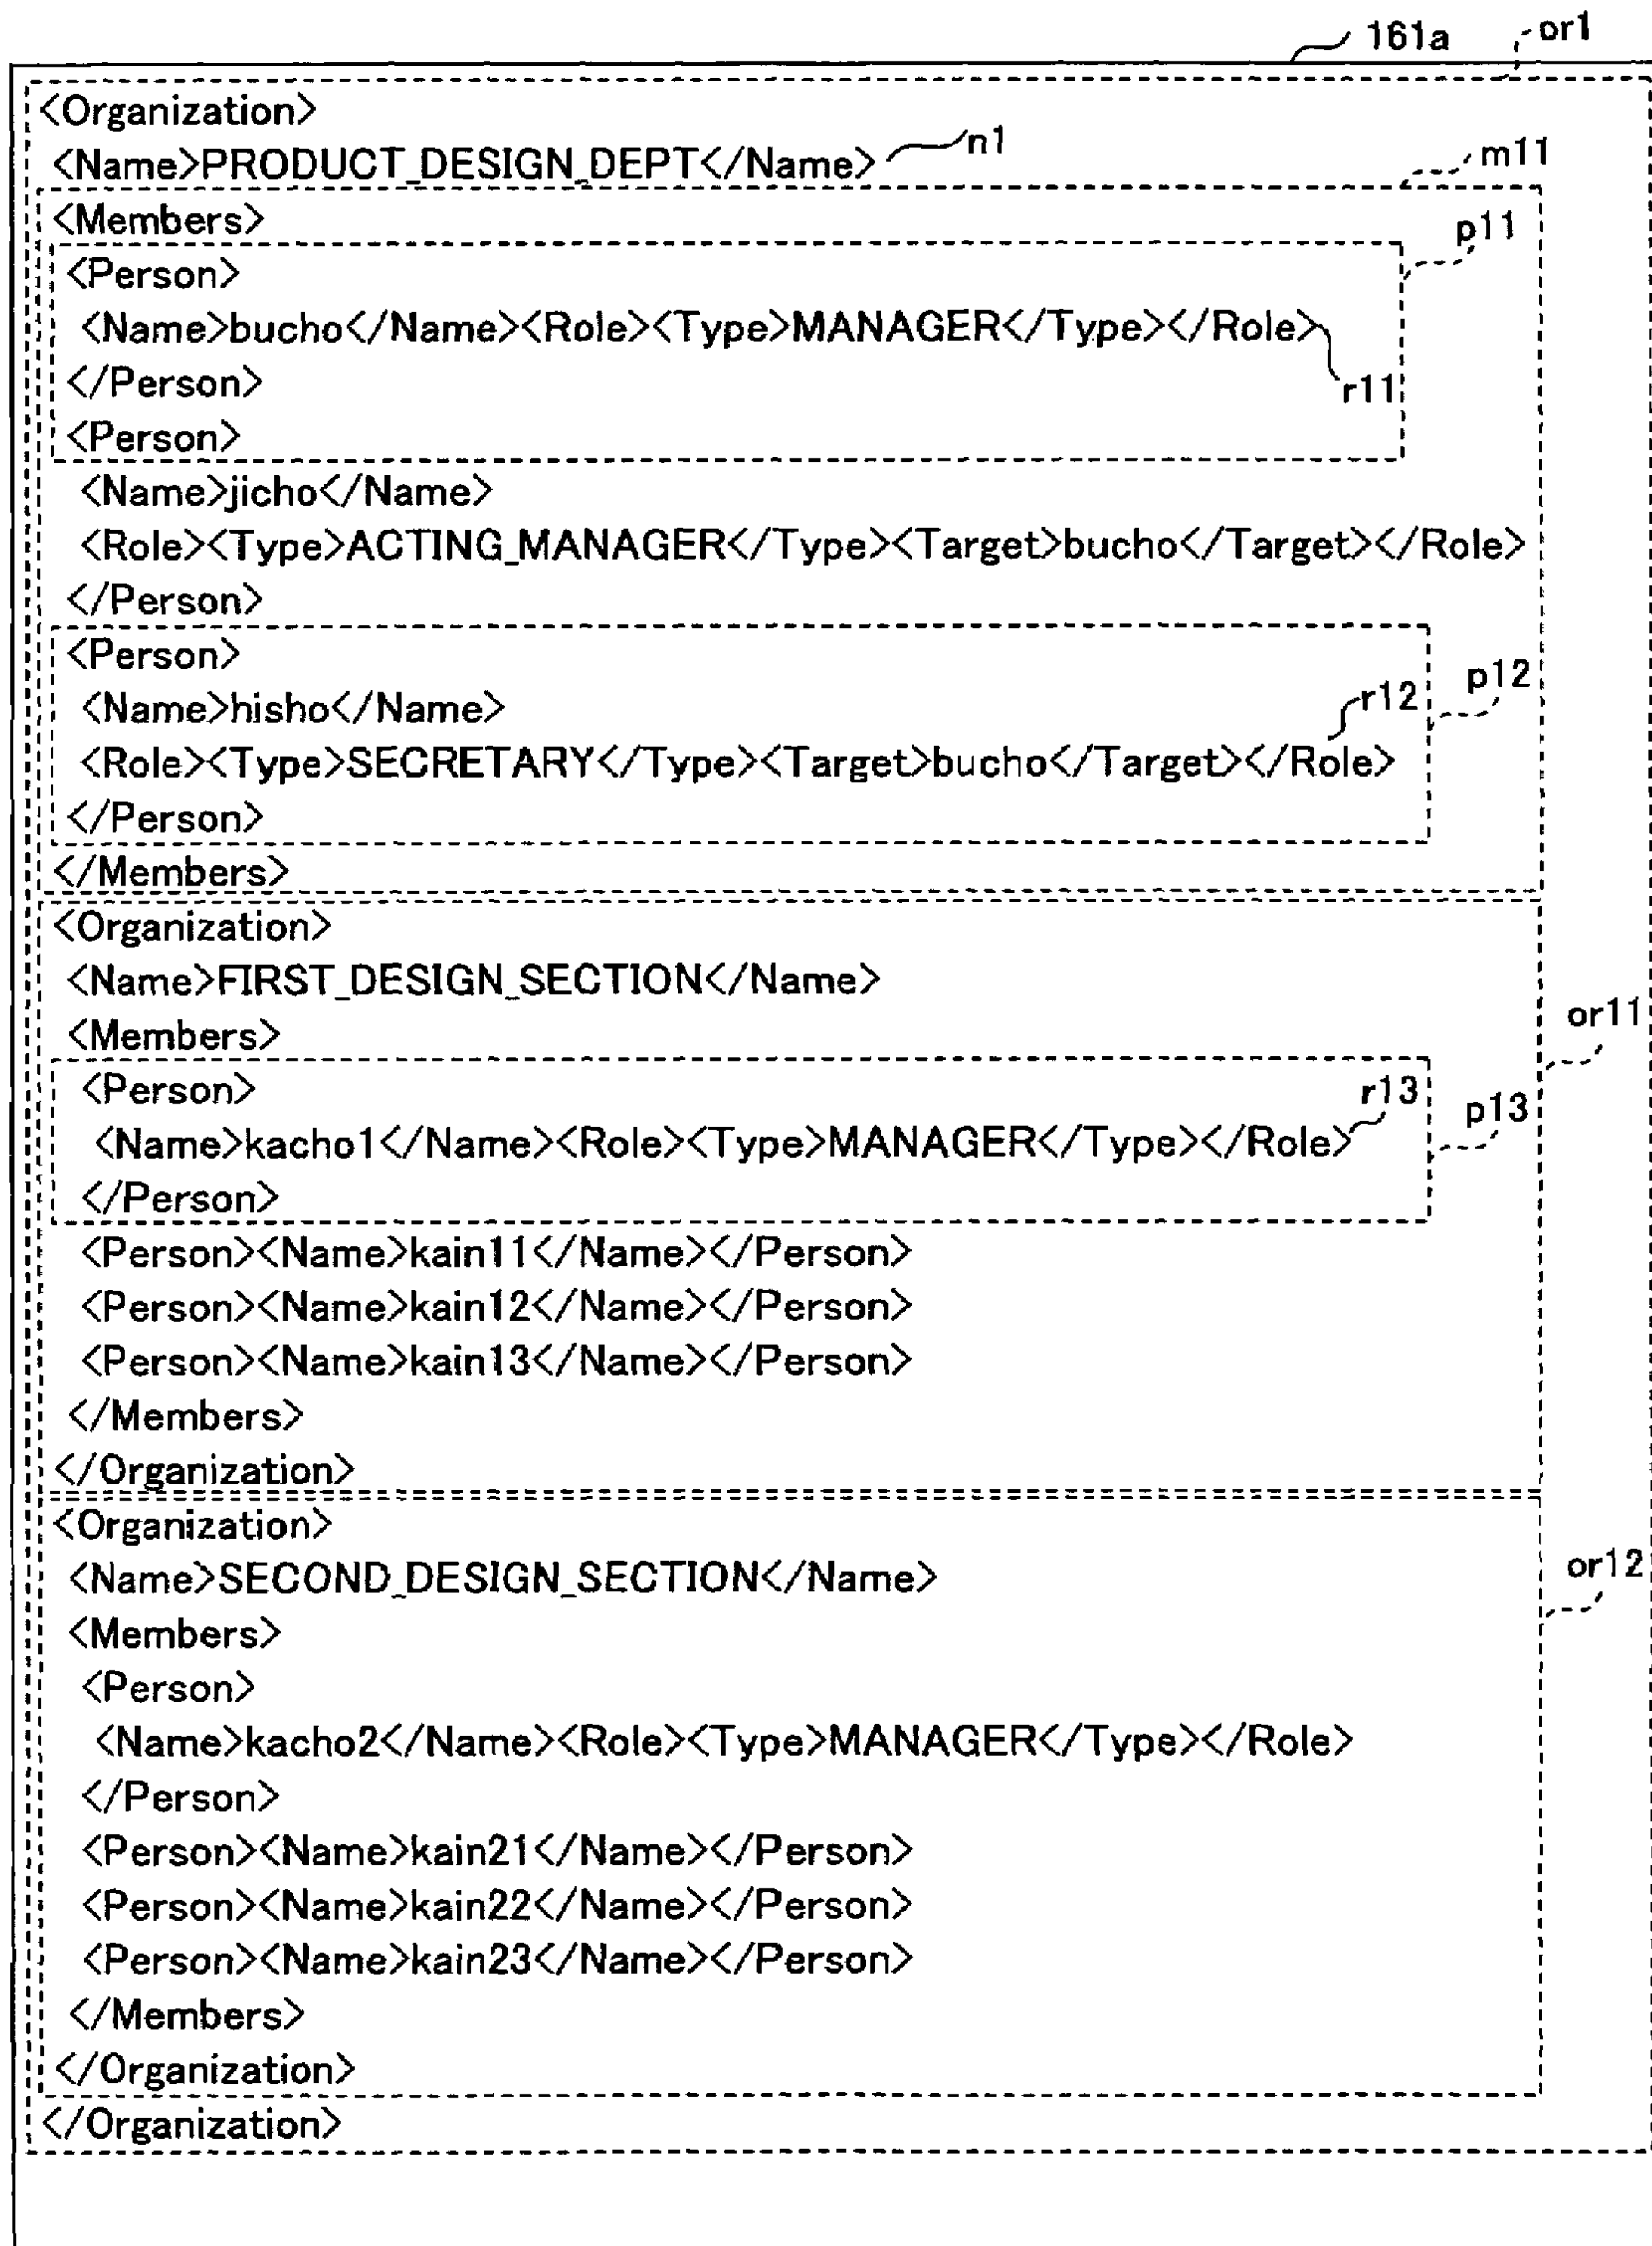 161a or1
<Organization>
<Name>PRODUCT_DESIGN_DEPT</Name> n1
m11
<Members>
p11
<Person>
<Name>bucho</Name><Role><Type>MANAGER</Type></Role>
</Person>
r11
<Person>
<Name>jicho</Name>
<Role><Type>ACTING_MANAGER</Type><Target>bucho</Target></Role>
</Person>
<Person>
p12
<Name>hisho</Name> r12
<Role><Type>SECRETARY</Type><Target>bucho</Target></Role>
</Person>
</Members>
<Organization>
<Name>FIRST_DESIGN_SECTION</Name>
or11
<Members>
<Person> r13
p13
<Name>kacho1</Name><Role><Type>MANAGER</Type></Role>
</Person>
<Person><Name>kain11</Name></Person>
<Person><Name>kain12</Name></Person>
<Person><Name>kain13</Name></Person>
</Members>
</Organization>
<Organization>
or12
<Name>SECOND_DESIGN_SECTION</Name>
<Members>
<Person>
<Name>kacho2</Name><Role><Type>MANAGER</Type></Role>
</Person>
<Person><Name>kain21</Name></Person>
<Person><Name>kain22</Name></Person>
<Person><Name>kain23</Name></Person>
</Members>
</Organization>
</Organization>